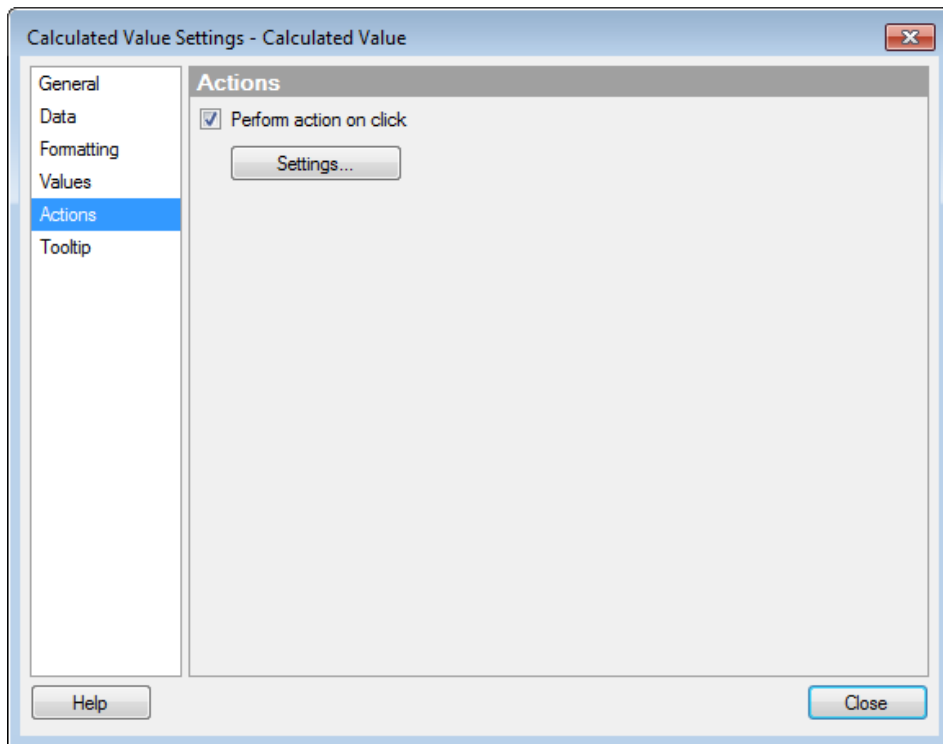 Calculated Value Settings - Calculated Value
General
Data
Formatting
Values
Actions
Tooltip
Actions
Perform action on click
Settings...
Help
Close